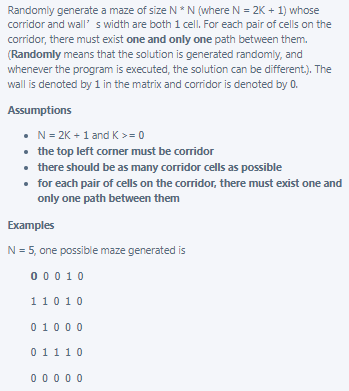 Randomly generate a maze of size N * N (where N = 2K + 1) whose
corridor and wall’s width are both 1 cell. For each pair of cells on the
corridor, there must exist one and only one path between them.
(Randomly means that the solution is generated randomly, and
whenever the program is executed, the solution can be different.). The
wall is denoted by 1 in the matrix and corridor is denoted by 0.
Assumptions
• N = 2K + 1 and K >= 0
• the top left corner must be corridor
• there should be as many corridor cells as possible
• for each pair of cells on the corridor, there must exist one and
only one path between them
Examples
N = 5, one possible maze generated is
0 0 0 1 0
1 1 0 1 0
0 1 0 0 0
0 1 1 1 0
0 0 0 0 0